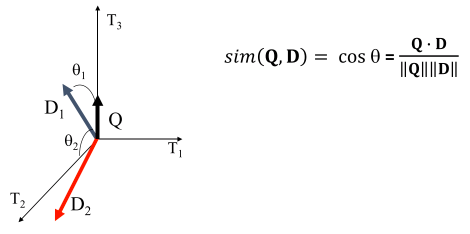 T3
θ1
sim(Q, D) = cos θ = Q · D / ‖Q‖‖D‖
D1
Q
θ2
T1
T2
D2